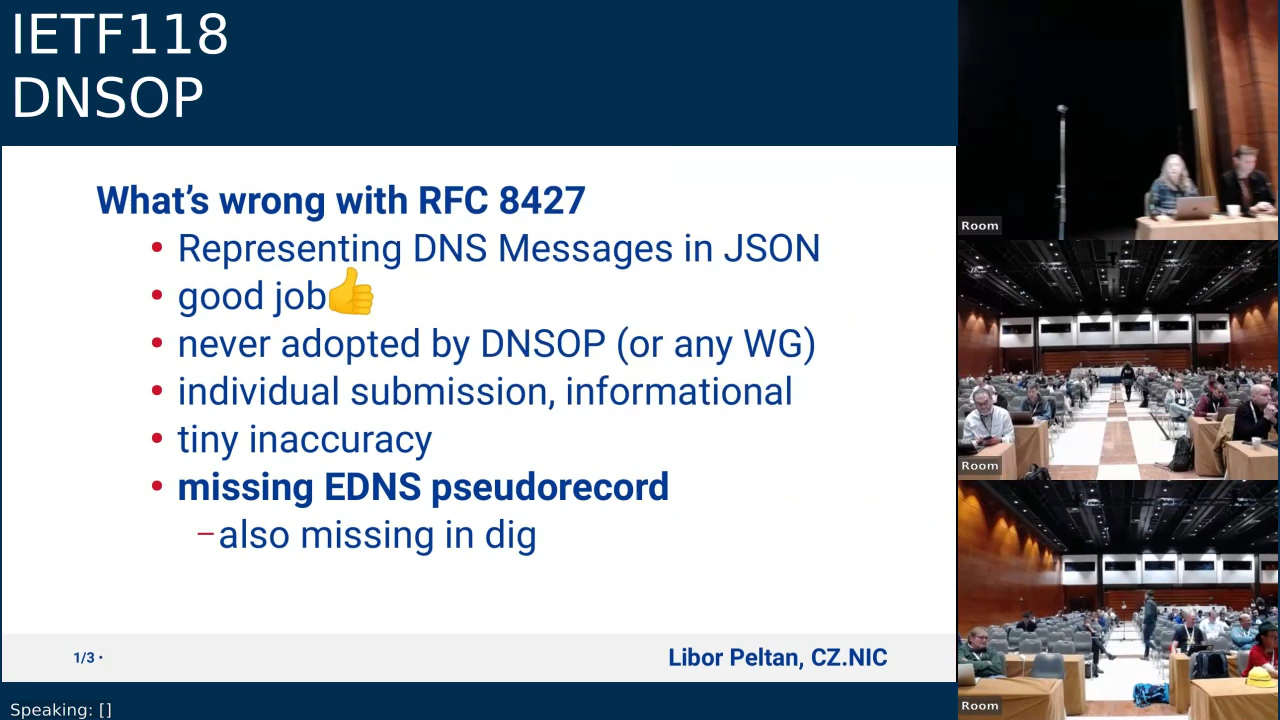 IETF118
DNSOP
What's wrong with RFC 8427
• Representing DNS Messages in JSON
• good job👍
• never adopted by DNSOP (or any WG)
• individual submission, informational
• tiny inaccuracy
• missing EDNS pseudorecord
–also missing in dig
1/3 •
Libor Peltan, CZ.NIC
Speaking: []
Room
Room
Room